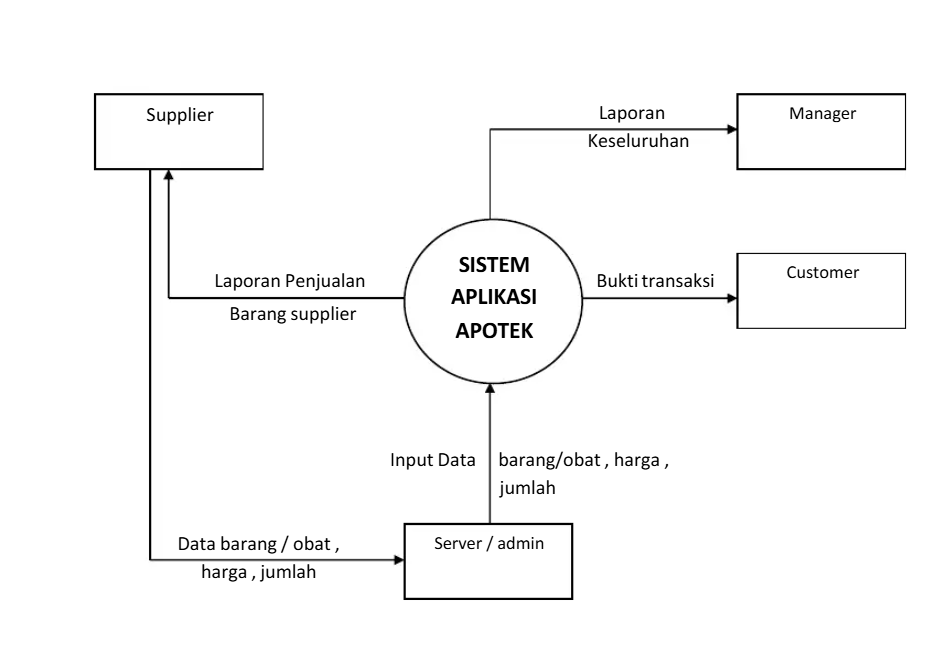 Supplier
Laporan
Keseluruhan
Manager
SISTEM
APLIKASI
APOTEK
Laporan Penjualan
Barang supplier
Bukti transaksi
Customer
Input Data
barang/obat , harga ,
jumlah
Data barang / obat ,
harga , jumlah
Server / admin